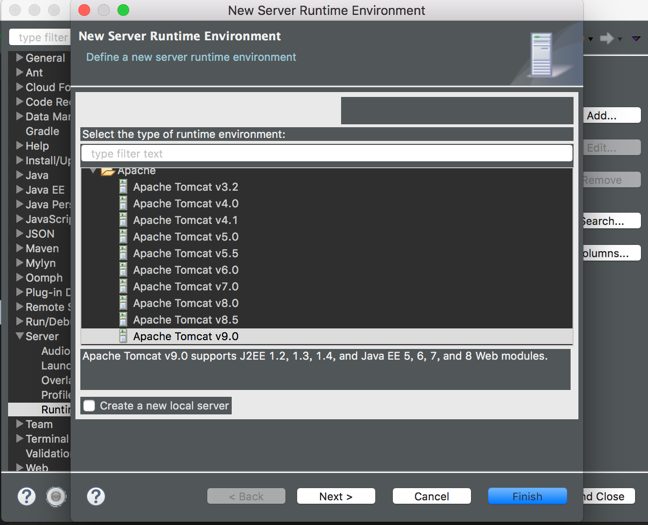 New Server Runtime Environment
type filter
New Server Runtime Environment
Define a new server runtime environment
General
Ant
Cloud Fo
Code Rec
Data Man
Gradle
Help
Install/Up
Java
Java EE
Java Pers
JavaScrip
JSON
Maven
Mylyn
Oomph
Plug-in D
Remote S
Run/Debu
Server
Audio
Launc
Overla
Profile
Runtin
Team
Terminal
Validatio
Web
Select the type of runtime environment:
type filter text
Apache
Apache Tomcat v3.2
Apache Tomcat v4.0
Apache Tomcat v4.1
Apache Tomcat v5.0
Apache Tomcat v5.5
Apache Tomcat v6.0
Apache Tomcat v7.0
Apache Tomcat v8.0
Apache Tomcat v8.5
Apache Tomcat v9.0
Apache Tomcat v9.0 supports J2EE 1.2, 1.3, 1.4, and Java EE 5, 6, 7, and 8 Web modules.
Create a new local server
Add...
Edit...
Remove
Search...
olumns...
? ? < Back Next > Cancel Finish nd Close